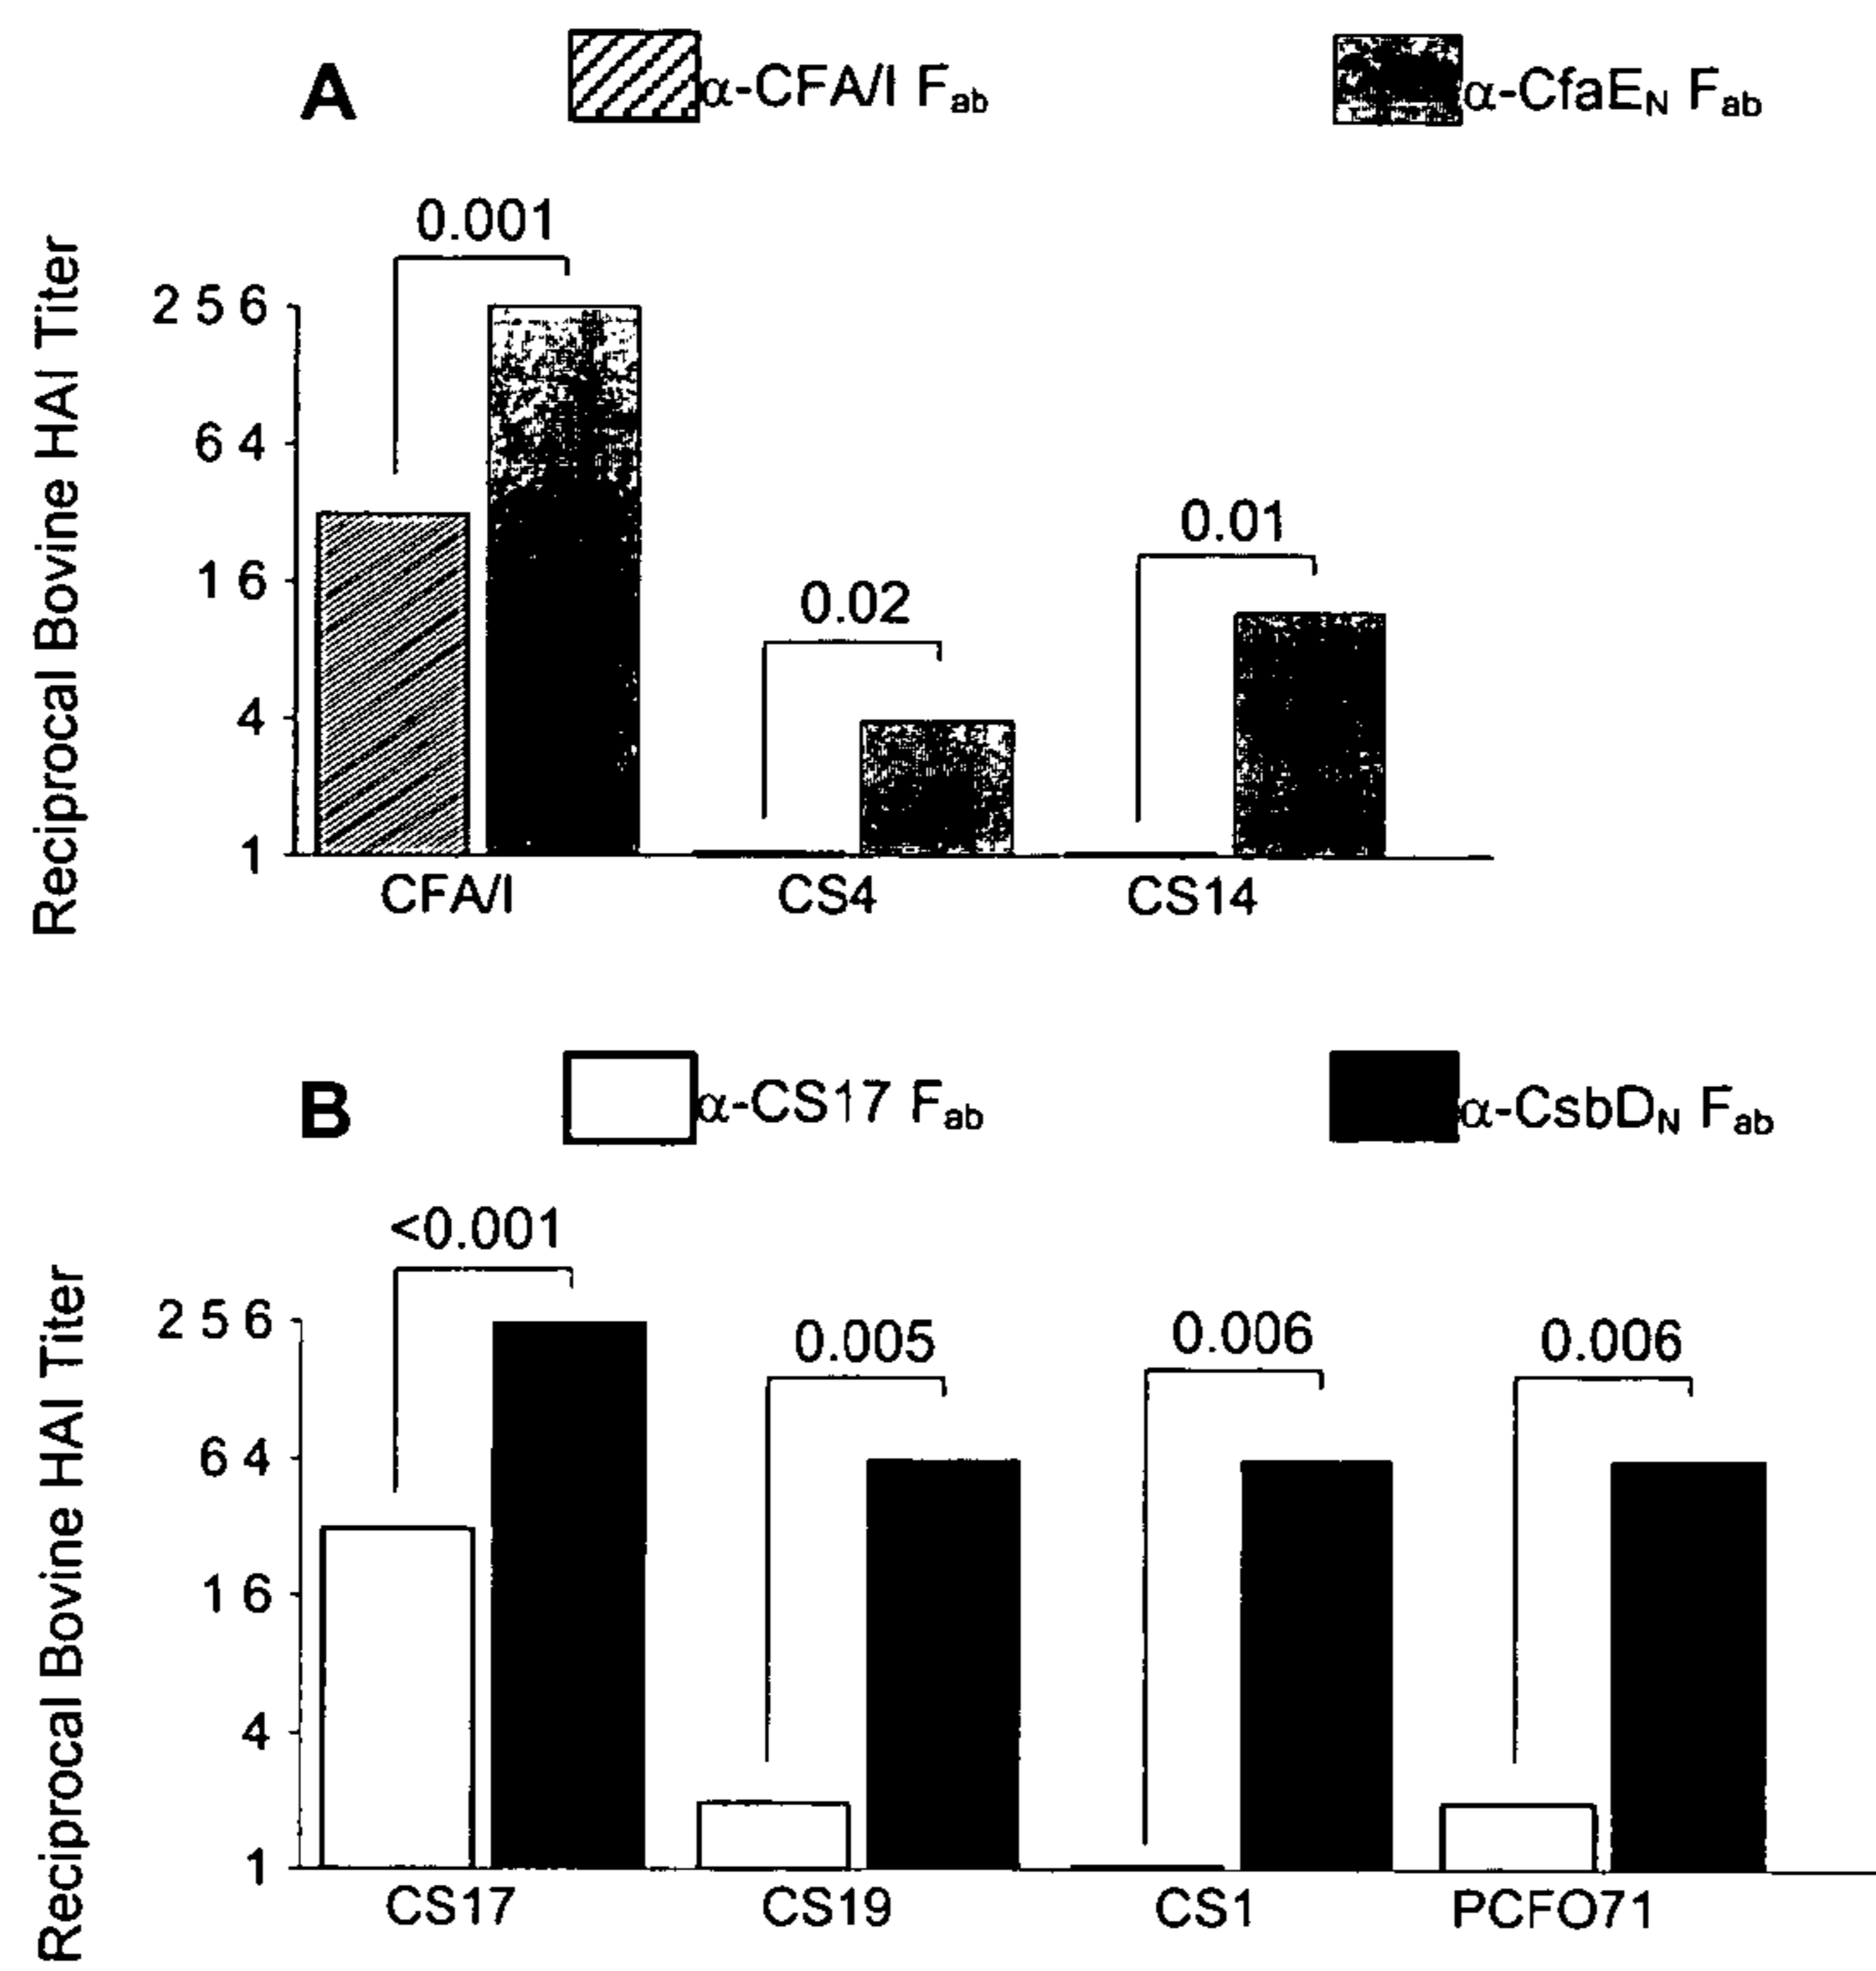 A
α-CFA/I Fab
α-CfaEN Fab
Reciprocal Bovine HAI Titer
0.001
256
64
16
4
1
0.02
0.01
CFA/I
CS4
CS14
B
α-CS17 Fab
α-CsbDN Fab
Reciprocal Bovine HAI Titer
<0.001
256
64
16
4
1
0.005
0.006
0.006
CS17
CS19
CS1
PCFO71